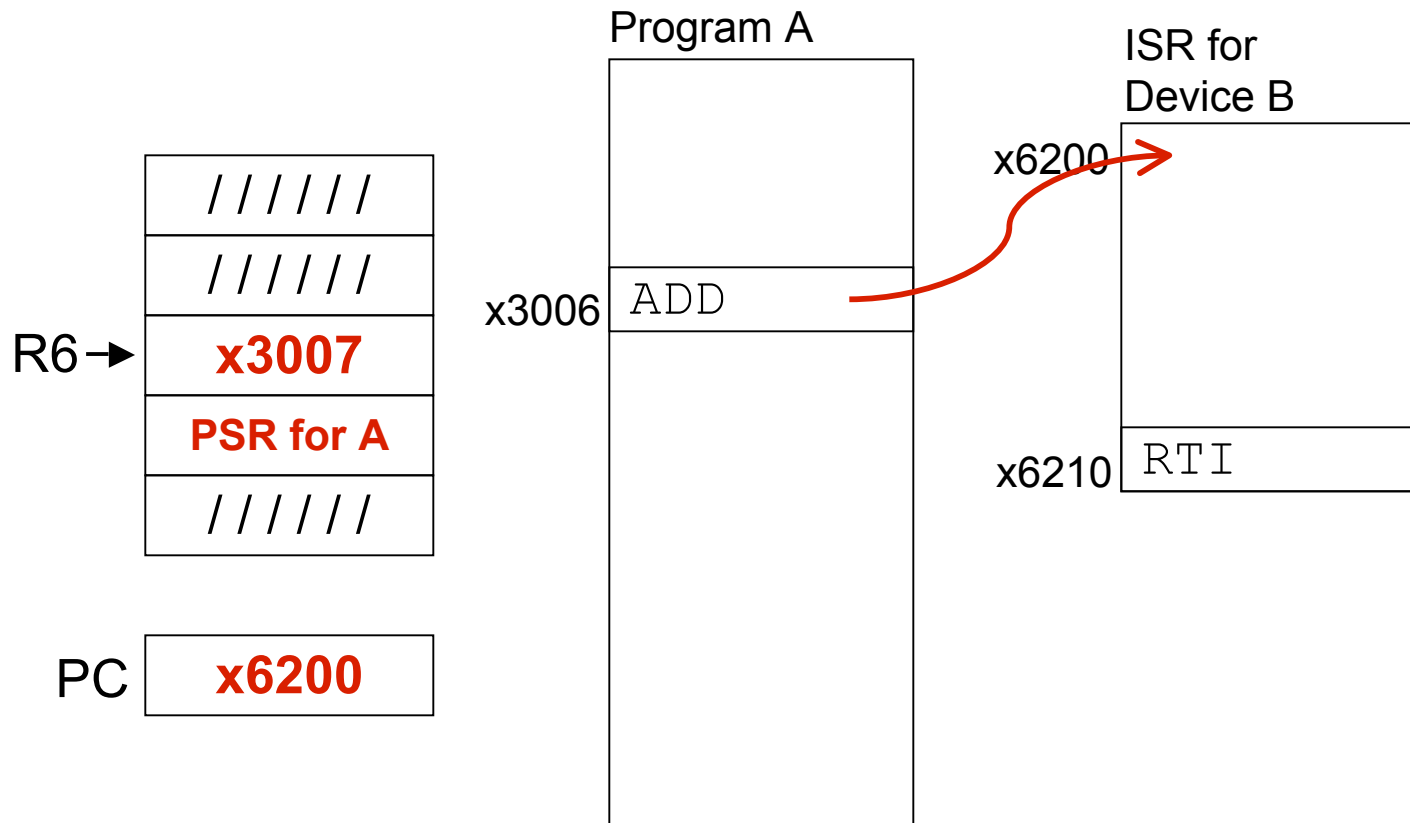 Program A
ISR for
Device B
x6200
/ / / / / /
/ / / / / /
x3006
ADD
R6
x3007
PSR for A
x6210
RTI
/ / / / / /
PC
x6200